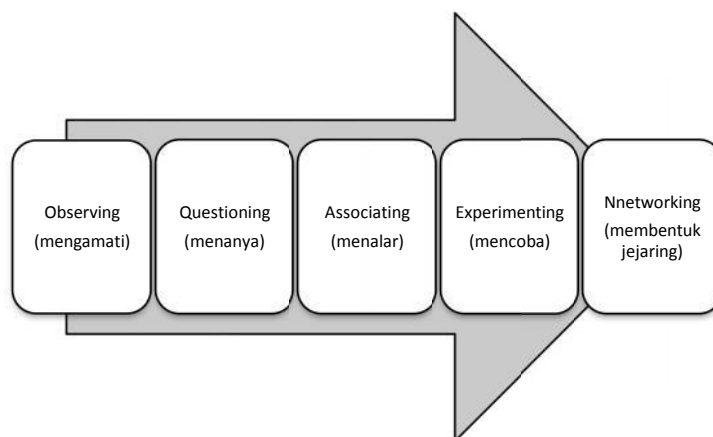 Observing
(mengamati)
Questioning
(menanya)
Associating
(menalar)
Experimenting
(mencoba)
Nnetworking
(membentuk
jejaring)